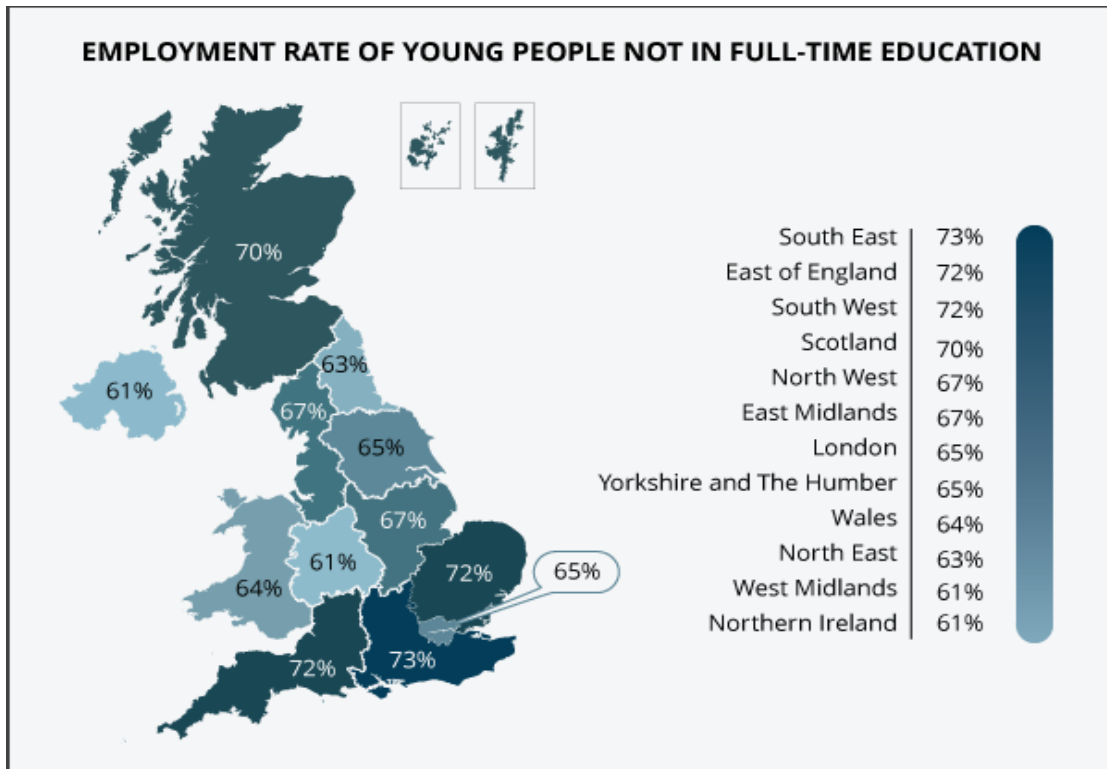 EMPLOYMENT RATE OF YOUNG PEOPLE NOT IN FULL-TIME EDUCATION
70%
63%
61%
67%
65%
67%
61%
64%
72%
65%
72%
73%
South East 73%
East of England 72%
South West 72%
Scotland 70%
North West 67%
East Midlands 67%
London 65%
Yorkshire and The Humber 65%
Wales 64%
North East 63%
West Midlands 61%
Northern Ireland 61%